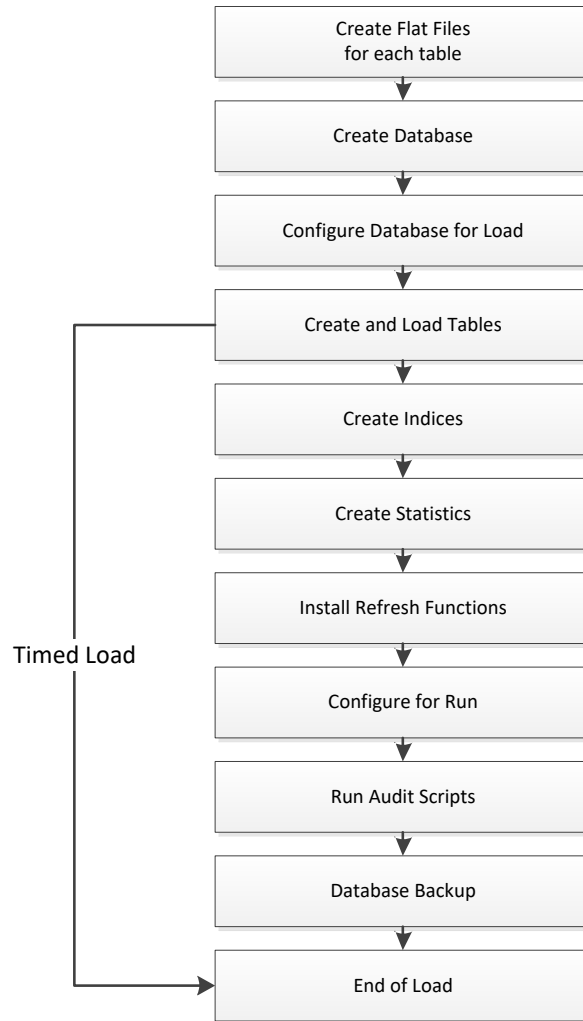 Create Flat Files
for each table
Create Database
Configure Database for Load
Create and Load Tables
Create Indices
Create Statistics
Install Refresh Functions
Timed Load
Configure for Run
Run Audit Scripts
Database Backup
End of Load